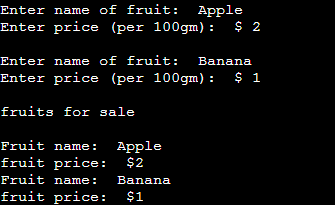 Enter name of fruit:  Apple
Enter price (per 100gm):  $ 2
Enter name of fruit:  Banana
Enter price (per 100gm):  $ 1
fruits for sale
Fruit name:  Apple
fruit price:  $2
Fruit name:  Banana
fruit price:  $1